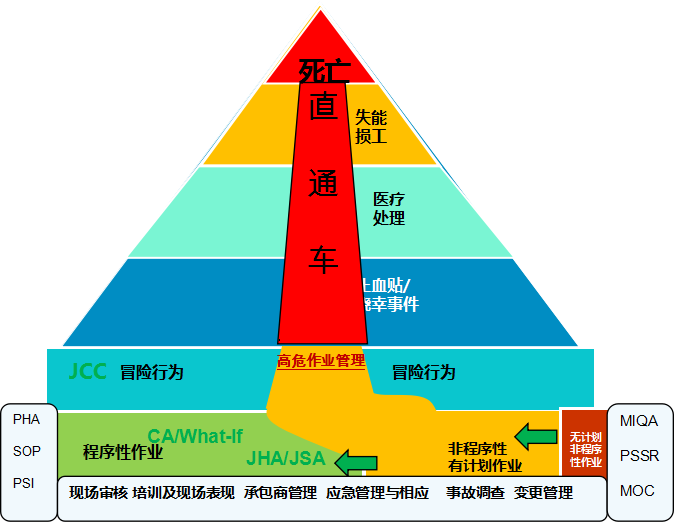 死亡
直
通
车
失能
损工
医疗
处理
止血贴/
侥幸事件
高危作业管理
JCC 冒险行为
冒险行为
PHA
SOP
PSI
CA/What-If
程序性作业
JHA/JSA
非程序性
有计划作业
无计划
非程序
性作业
MIQA
PSSR
MOC
现场审核 培训及现场表现 承包商管理 应急管理与相应 事故调查 变更管理